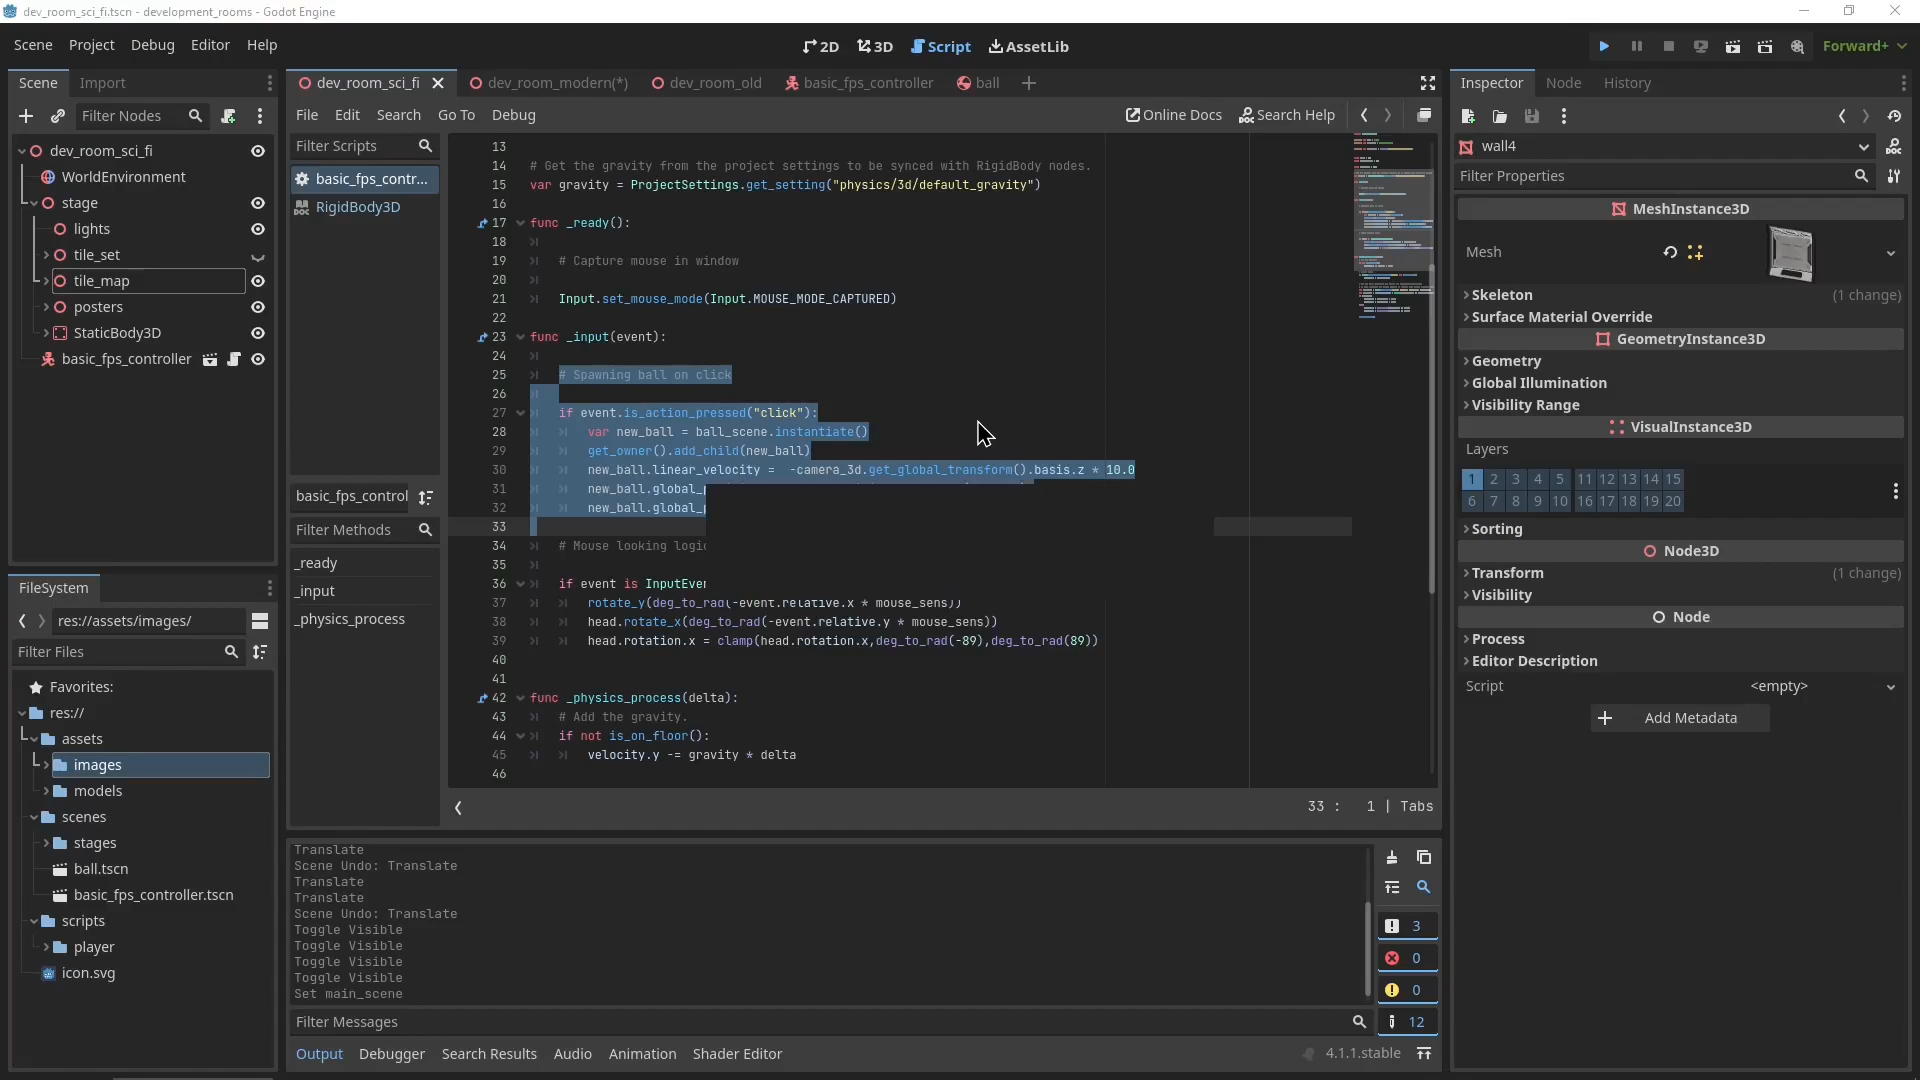 dev_room_sci_fi.tscn - development_rooms - Godot Engine
Scene Project Debug Editor Help
2D 3D Script AssetLib
Forward+
Scene Import
Filter Nodes
dev_room_sci_fi
WorldEnvironment
stage
lights
tile_set
tile_map
posters
StaticBody3D
basic_fps_controller
FileSystem
res://assets/images/
Filter Files
Favorites:
res://
assets
images
models
scenes
stages
ball.tscn
basic_fps_controller.tscn
scripts
player
icon.svg
dev_room_sci_fi dev_room_modern(*) dev_room_old basic_fps_controller ball
File Edit Search Go To Debug
Online Docs Search Help
Filter Scripts
basic_fps_contr...
RigidBody3D
basic_fps_control
Filter Methods
_ready
_input
_physics_process
13
14 # Get the gravity from the project settings to be synced with RigidBody nodes.
15 var gravity = ProjectSettings.get_setting("physics/3d/default_gravity")
16
17 func _ready():
18
19 # Capture mouse in window
20
21 Input.set_mouse_mode(Input.MOUSE_MODE_CAPTURED)
22
23 func _input(event):
24
25 # Spawning ball on click
26
27 if event.is_action_pressed("click"):
28 var new_ball = ball_scene.instantiate()
29 get_owner().add_child(new_ball)
30 new_ball.linear_velocity =  -camera_3d.get_global_transform().basis.z * 10.0
31 new_ball.global_
32 new_ball.global_
33
34 # Mouse looking logi
35
36 if event is InputEve
37 rotate_y(deg_to_rad(-event.relative.x * mouse_sens))
38 head.rotate_x(deg_to_rad(-event.relative.y * mouse_sens))
39 head.rotation.x = clamp(head.rotation.x,deg_to_rad(-89),deg_to_rad(89))
40
41
42 func _physics_process(delta):
43 # Add the gravity.
44 if not is_on_floor():
45 velocity.y -= gravity * delta
46
33 : 1 | Tabs
Translate
Scene Undo: Translate
Translate
Translate
Scene Undo: Translate
Toggle Visible
Toggle Visible
Toggle Visible
Toggle Visible
Set main_scene
3
0
0
12
Filter Messages
Output Debugger Search Results Audio Animation Shader Editor
4.1.1.stable
Inspector Node History
wall4
Filter Properties
MeshInstance3D
Mesh
Skeleton (1 change)
Surface Material Override
GeometryInstance3D
Geometry
Global Illumination
Visibility Range
VisualInstance3D
Layers
1 2 3 4 5 11 12 13 14 15
6 7 8 9 10 16 17 18 19 20
Sorting
Node3D
Transform (1 change)
Visibility
Node
Process
Editor Description
Script <empty>
Add Metadata